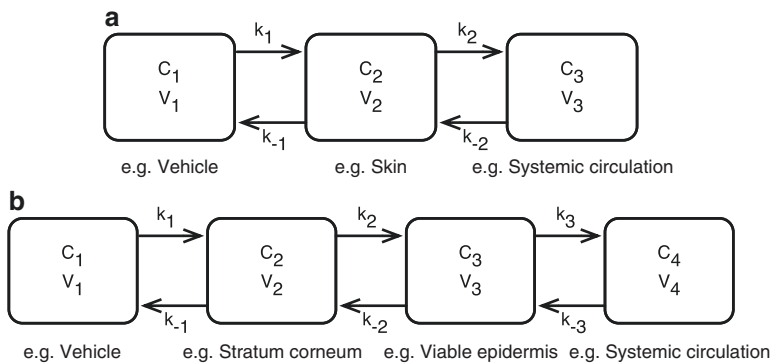 a
k1 k2
C1 C2 C3
V1 V2 V3
k-1 k-2
e.g. Vehicle e.g. Skin e.g. Systemic circulation
b
k1 k2 k3
C1 C2 C3 C4
V1 V2 V3 V4
k-1 k-2 k-3
e.g. Vehicle e.g. Stratum corneum e.g. Viable epidermis e.g. Systemic circulation